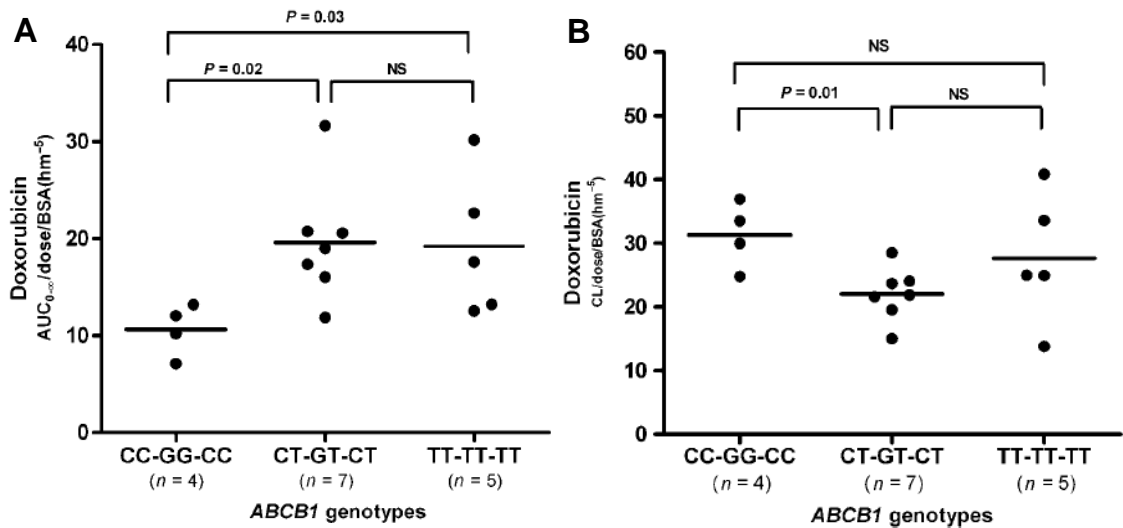 A
P = 0.03
P = 0.02
NS
Doxorubicin
AUC0-∞/dose/BSA(hm⁻⁵)
40
30
20
10
0
CC-GG-CC
CT-GT-CT
TT-TT-TT
(n = 4)
(n = 7)
(n = 5)
ABCB1 genotypes
B
NS
P = 0.01
NS
Doxorubicin
CL/dose/BSA(hm⁻⁵)
60
50
40
30
20
10
0
CC-GG-CC
CT-GT-CT
TT-TT-TT
(n = 4)
(n = 7)
(n = 5)
ABCB1 genotypes